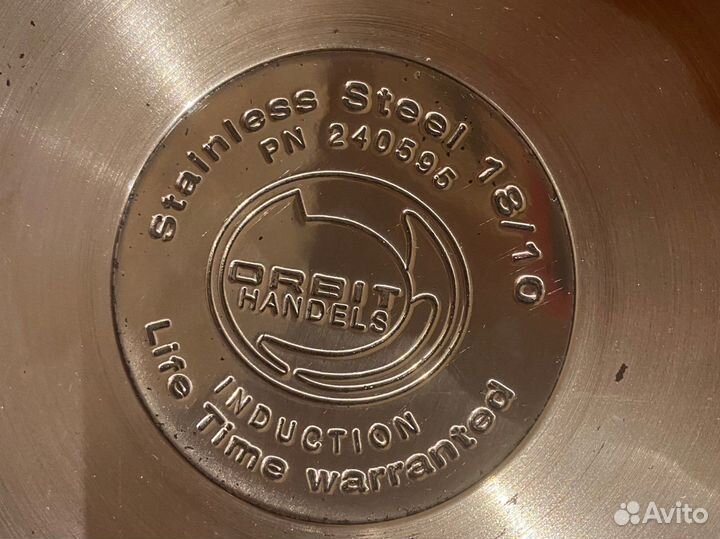 Stainless Steel 18/10
PN 240595
ORBIT
HANDELS
INDUCTION
Life Time warranted
Avito